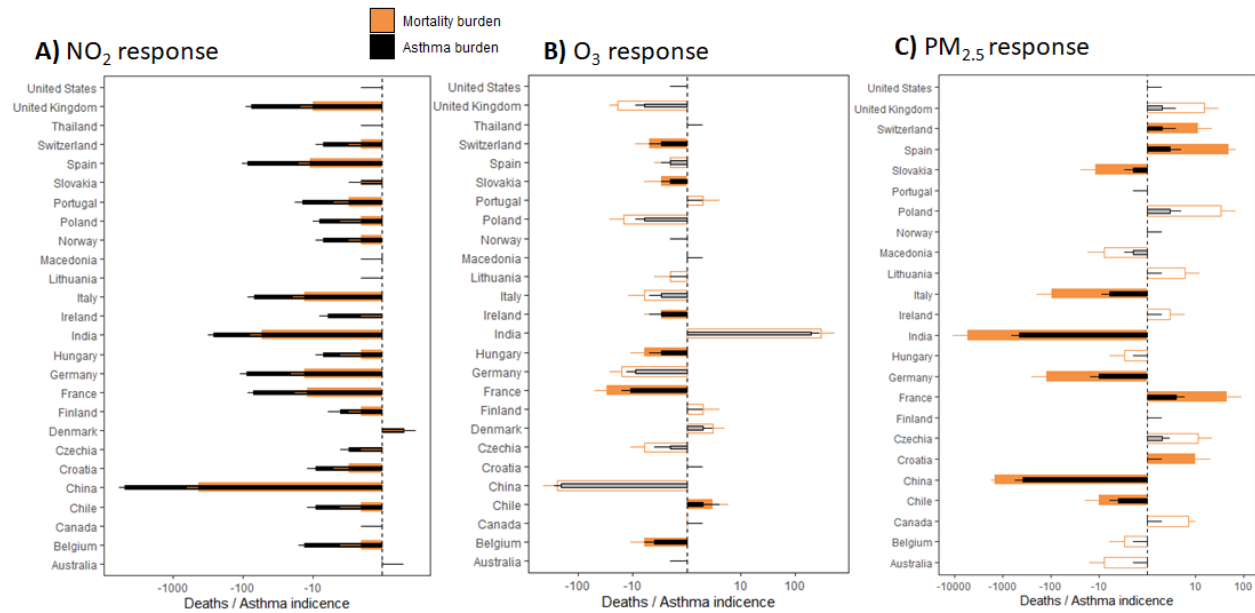 Mortality burden
Asthma burden
A) NO2 response
B) O3 response
C) PM2.5 response
United States
United Kingdom
Thailand
Switzerland
Spain
Slovakia
Portugal
Poland
Norway
Macedonia
Lithuania
Italy
Ireland
India
Hungary
Germany
France
Finland
Denmark
Czechia
Croatia
China
Chile
Canada
Belgium
Australia
-1000 -100 -10
Deaths / Asthma indicence
United States
United Kingdom
Thailand
Switzerland
Spain
Slovakia
Portugal
Poland
Norway
Macedonia
Lithuania
Italy
Ireland
India
Hungary
Germany
France
Finland
Denmark
Czechia
Croatia
China
Chile
Canada
Belgium
Australia
-100 -10 10 100
Deaths / Asthma indicence
United States
United Kingdom
Switzerland
Spain
Slovakia
Portugal
Poland
Norway
Macedonia
Lithuania
Italy
Ireland
India
Hungary
Germany
France
Finland
Czechia
Croatia
China
Chile
Canada
Belgium
Australia
-10000 -100 -10 10 100
Deaths / Asthma indicence